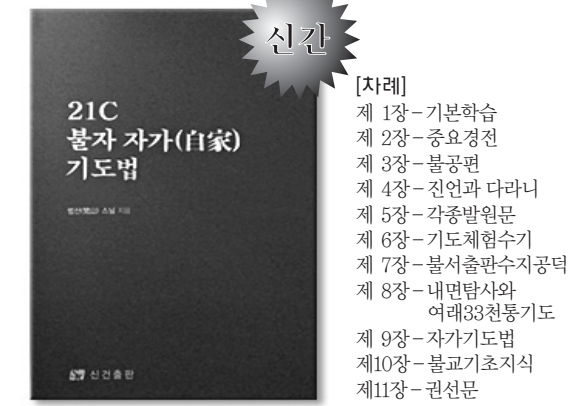 신간
21C
불자 자가(自家)
기도법
스님 지음
신건출판
[차례]
제 1장-기본학습
제 2장-중요경전
제 3장-불공편
제 4장-진언과 다라니
제 5장-각종발원문
제 6장-기도체험수기
제 7장-불서출판수지공덕
제 8장-내면탐사와
여래33천통기도
제 9장-자가기도법
제10장-불교기초지식
제11장-권선문